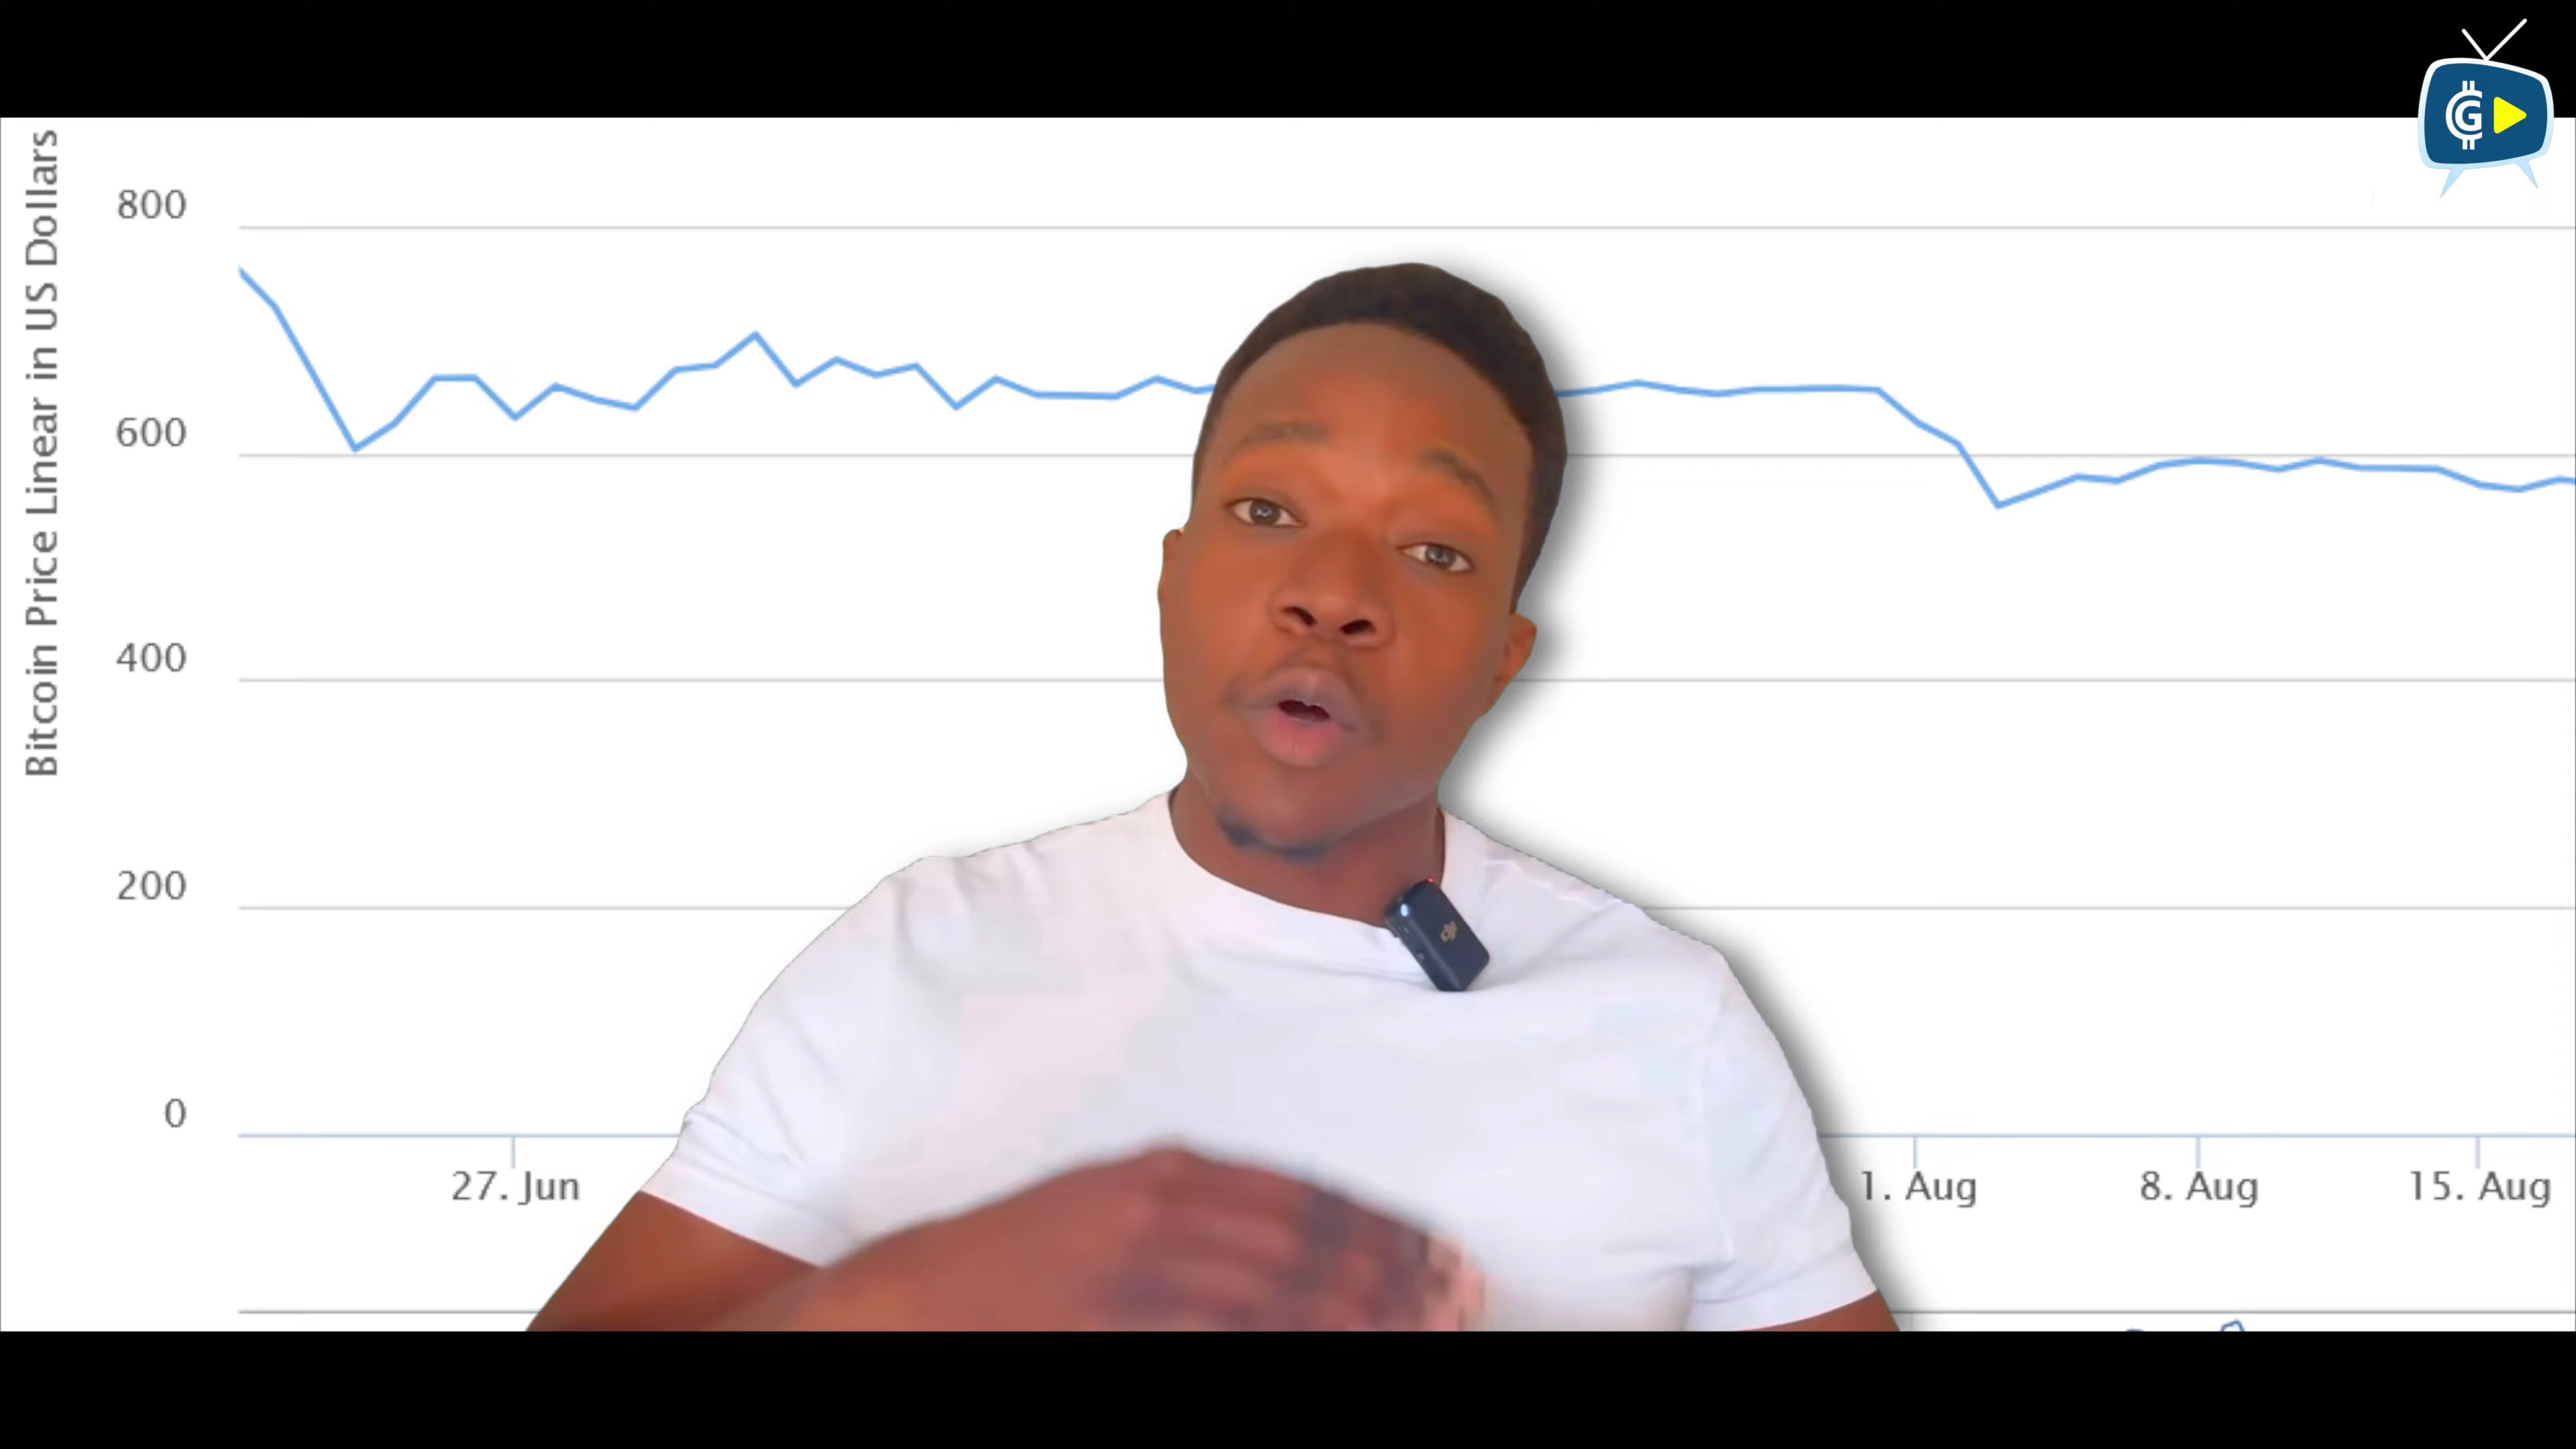 Bitcoin Price Linear in US Dollars
800
600
400
200
0
27. Jun
1. Aug
8. Aug
15. Aug
G
dji